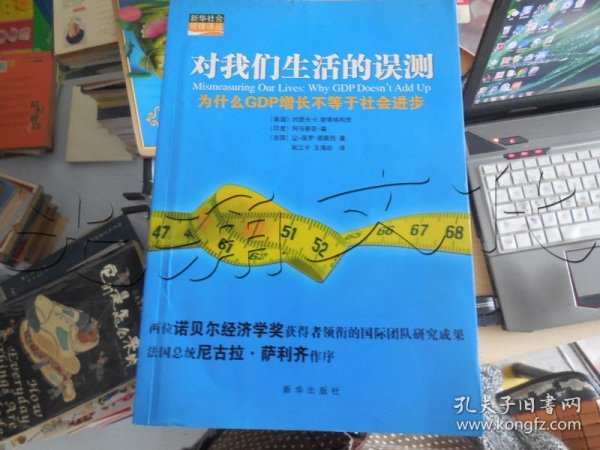 新华社会
管理译丛
对我们生活的误测
Mismeasuring Our Lives: Why GDP Doesn't Add Up
为什么GDP增长不等于社会进步
（美国）约瑟夫·E.斯蒂格利茨
（印度）阿马蒂亚·森
（法国）让-保罗·菲图西 著
阮江平 王海昉 译
47 48 61 51 52 66 67 68
两位诺贝尔经济学奖获得者领衔的国际团队研究成果
法国总统尼古拉·萨利齐作序
新华出版社
孔夫子旧书网
www.kongfz.com